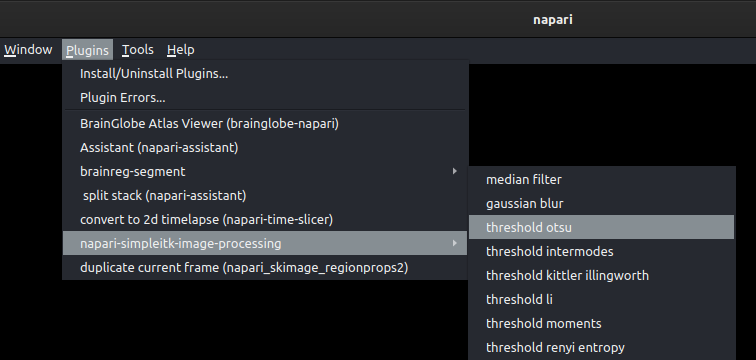 napari
Window Plugins Tools Help
Install/Uninstall Plugins...
Plugin Errors...
BrainGlobe Atlas Viewer (brainglobe-napari)
Assistant (napari-assistant)
brainreg-segment
split stack (napari-assistant)
convert to 2d timelapse (napari-time-slicer)
napari-simpleitk-image-processing
duplicate current frame (napari_skimage_regionprops2)
median filter
gaussian blur
threshold otsu
threshold intermodes
threshold kittler illingworth
threshold li
threshold moments
threshold renyi entropy